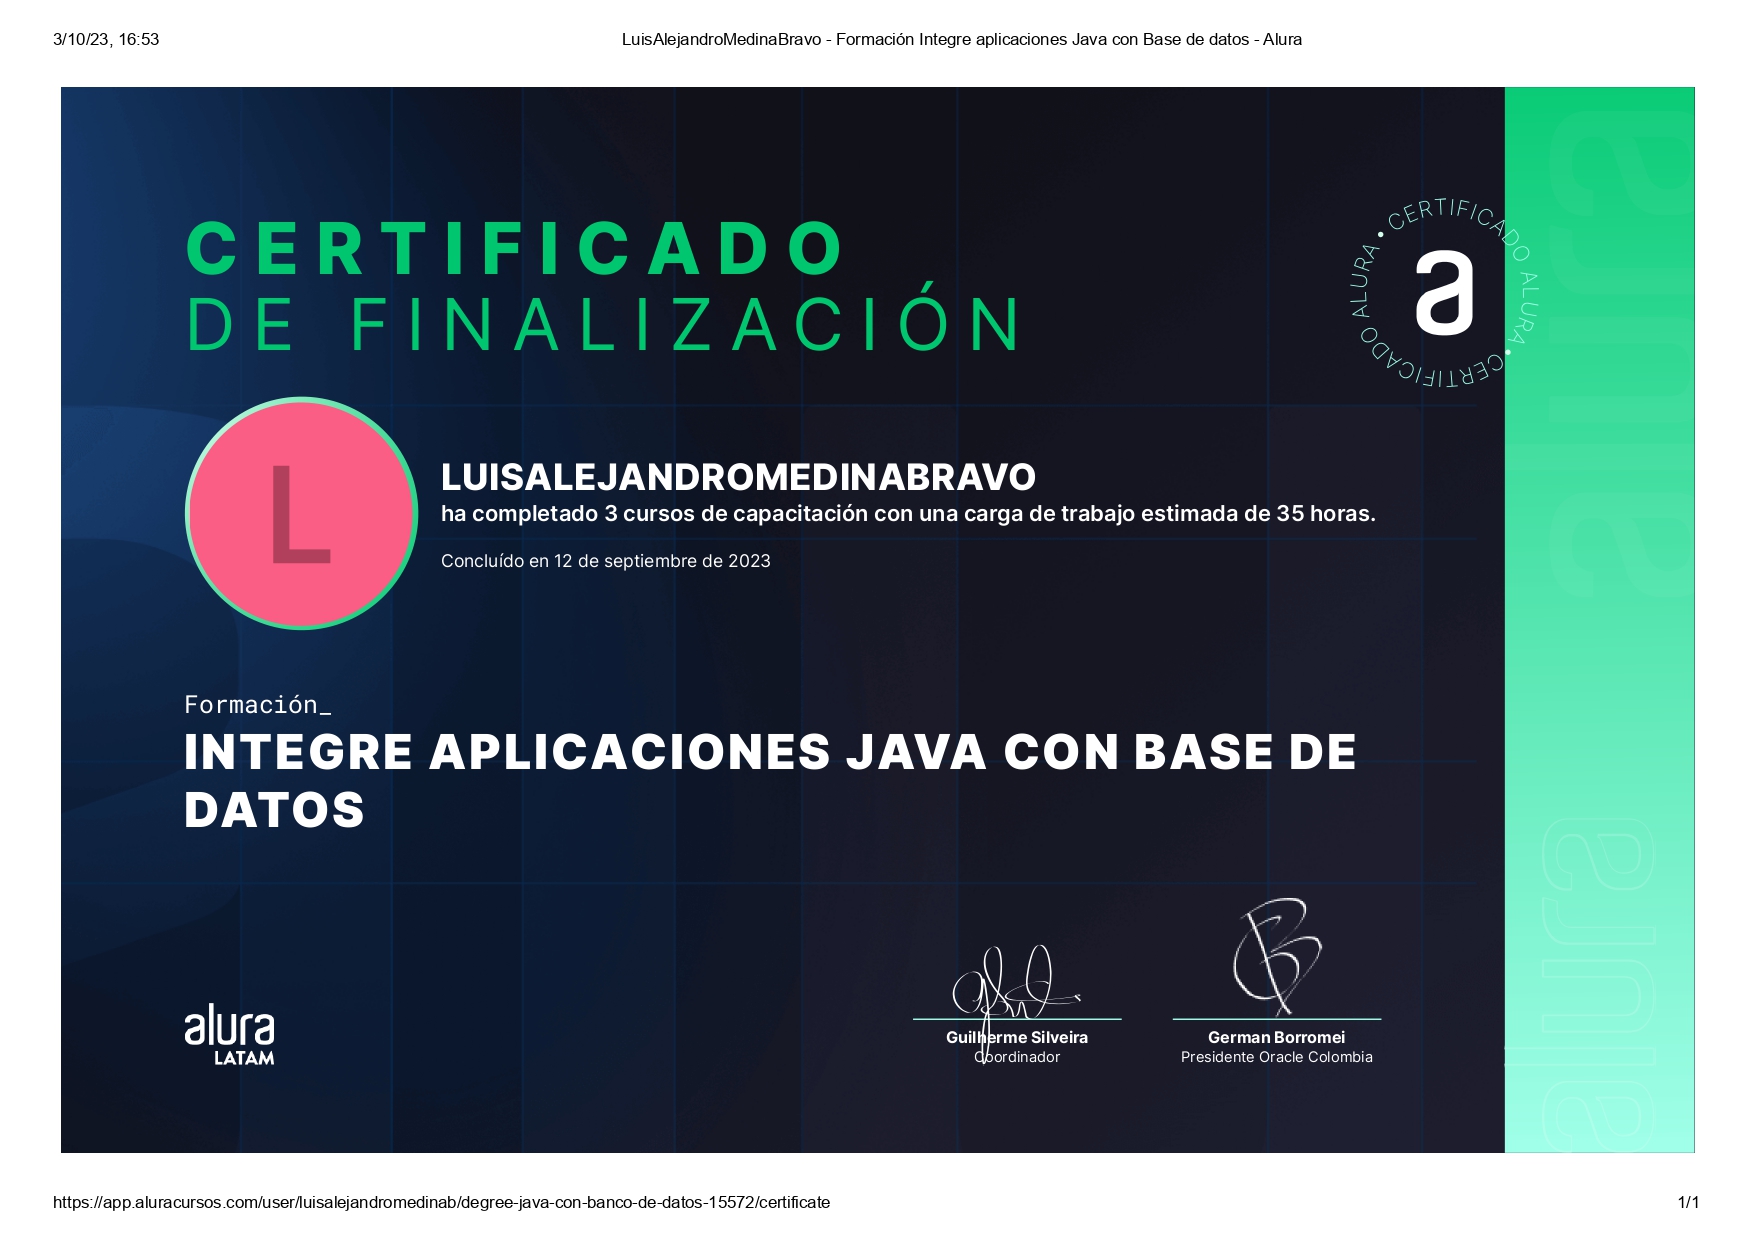 3/10/23, 16:53
LuisAlejandroMedinaBravo - Formación Integre aplicaciones Java con Base de datos - Alura
CERTIFICADO
DE FINALIZACIÓN
• CERTIFICADO ALURA • CERTIFICADO ALURA
a
alura
L
LUISALEJANDROMEDINABRAVO
ha completado 3 cursos de capacitación con una carga de trabajo estimada de 35 horas.
Concluído en 12 de septiembre de 2023
Formación_
INTEGRE APLICACIONES JAVA CON BASE DE
DATOS
alura
LATAM
Guilherme Silveira
Coordinador
German Borromei
Presidente Oracle Colombia
alura
a
https://app.aluracursos.com/user/luisalejandromedinab/degree-java-con-banco-de-datos-15572/certificate
1/1